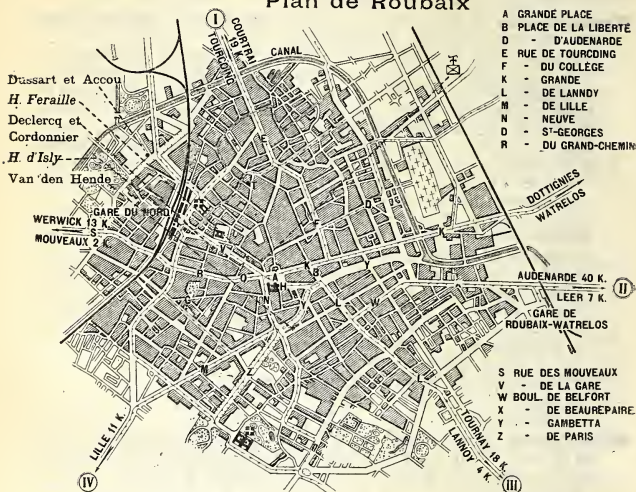 Plan de Roubaix
A GRANDE PLACE
B PLACE DE LA LIBERTÉ
D - D'AUDENARDE
E RUE DE TOURCOING
F - DU COLLÈGE
K - GRANDE
L - DE LANNOY
M - DE LILLE
N - NEUVE
O - ST-GEORGES
R - DU GRAND-CHEMIN
I
COURTRAI 19 K.
TOURCOING
CANAL
Dussart et Accou
H. Feraille
Declercq et
Cordonnier
H. d'Isly
Van den Hende
GARE DU NORD
WERWICK 13 K.
S
MOUVEAUX 2 K.
DOTTIGNIES
WATRELOS
AUDENARDE 40 K.
II
LEER 7 K.
GARE DE
ROUBAIX-WATRELOS
E
F
D
K
B
A
H
V
R
O
N
L
W
M
Z
S RUE DES MOUVEAUX
V - DE LA GARE
W BOUL. DE BELFORT
X - DE BEAUREPAIRE
Y - GAMBETTA
Z - DE PARIS
LILLE 11 K.
IV
TOURNAY 18 K.
LANNOY 4 K.
III